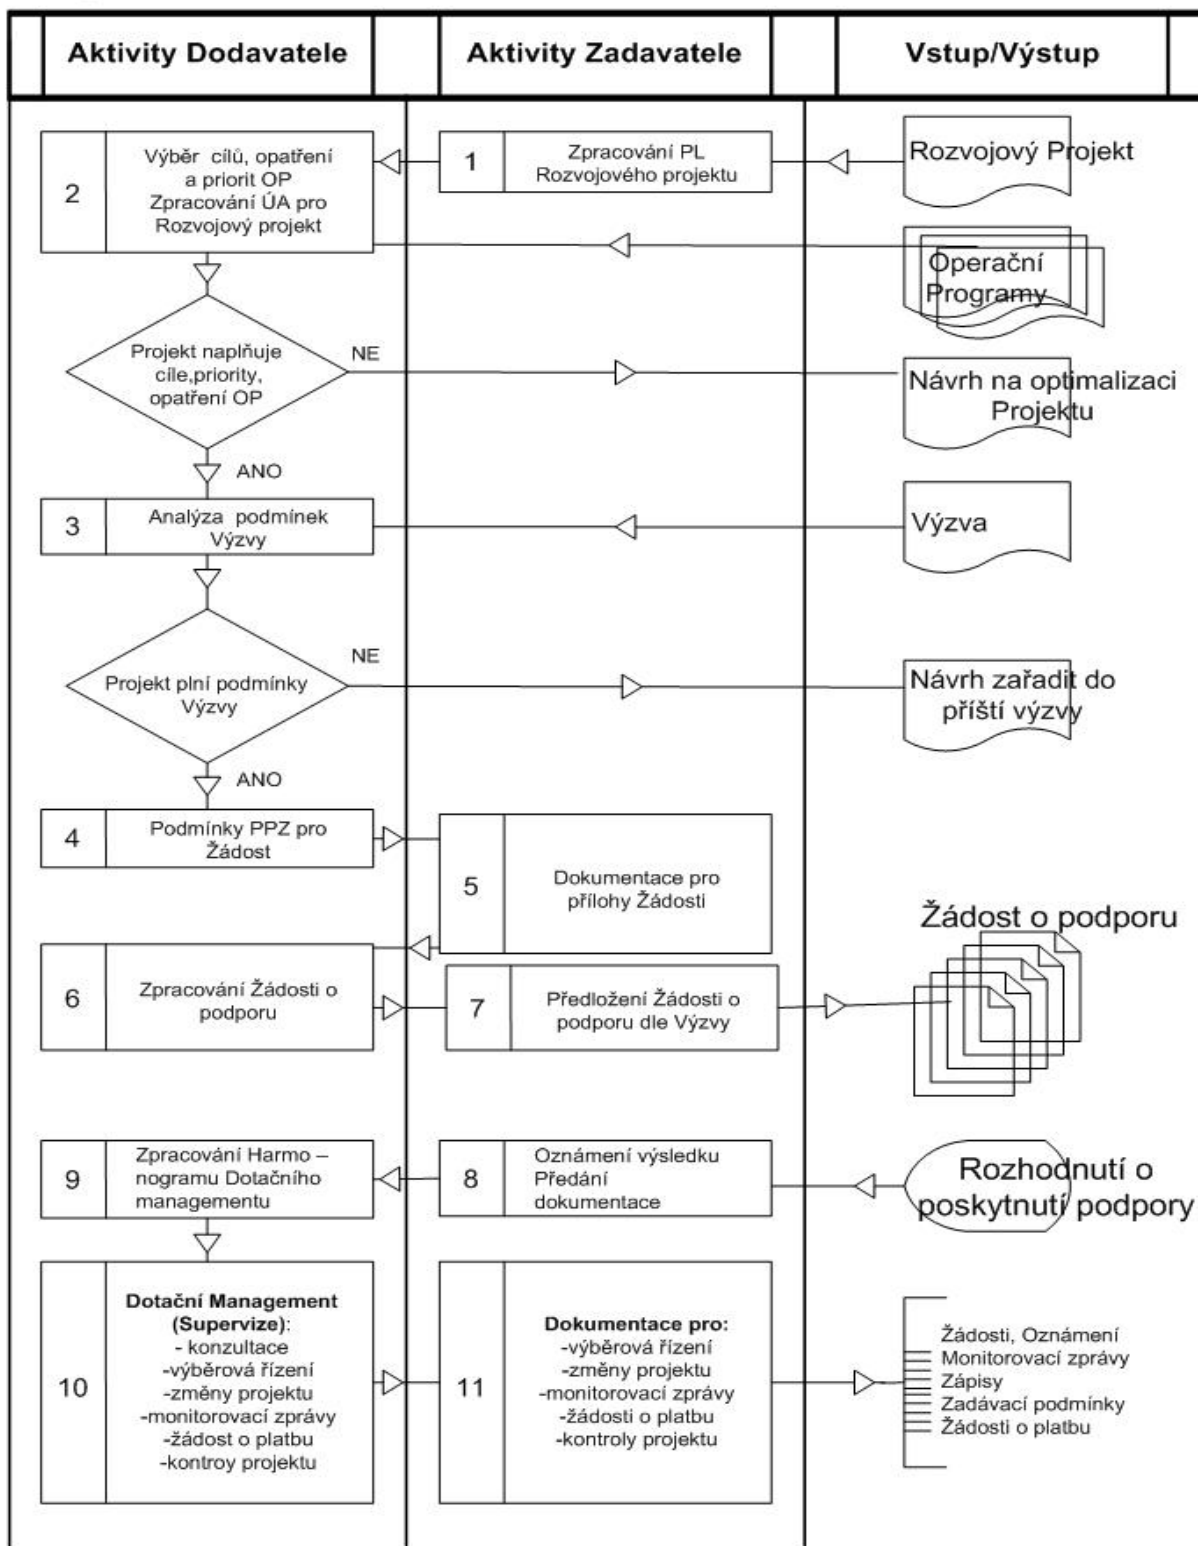 Aktivity Dodavatele
Aktivity Zadavatele
Vstup/Výstup
2
Výběr cílů, opatření
a priorit OP
Zpracování ÚA pro
Rozvojový projekt
1
Zpracování PL
Rozvojového projektu
Rozvojový Projekt
Operační
Programy
Projekt naplňuje
cíle,priority,
opatření OP
NE
Návrh na optimalizaci
Projektu
ANO
3
Analýza podmínek
Výzvy
Výzva
Projekt plní podmínky
Výzvy
NE
Návrh zařadit do
příští výzvy
ANO
4
Podmínky PPZ pro
Žádost
5
Dokumentace pro
přílohy Žádosti
Žádost o podporu
6
Zpracování Žádosti o
podporu
7
Předložení Žádosti o
podporu dle Výzvy
9
Zpracování Harmo –
nogramu Dotačního
managementu
8
Oznámení výsledku
Předání
dokumentace
Rozhodnutí o
poskytnutí podpory
10
Dotační Management
(Supervize):
- konzultace
-výběrová řízení
-změny projektu
-monitorovací zprávy
-žádost o platbu
-kontroy projektu
11
Dokumentace pro:
-výběrová řízení
-změny projektu
-monitorovací zprávy
-žádosti o platbu
-kontroly projektu
Žádosti, Oznámení
Monitorovací zprávy
Zápisy
Zadávací podmínky
Žádosti o platbu